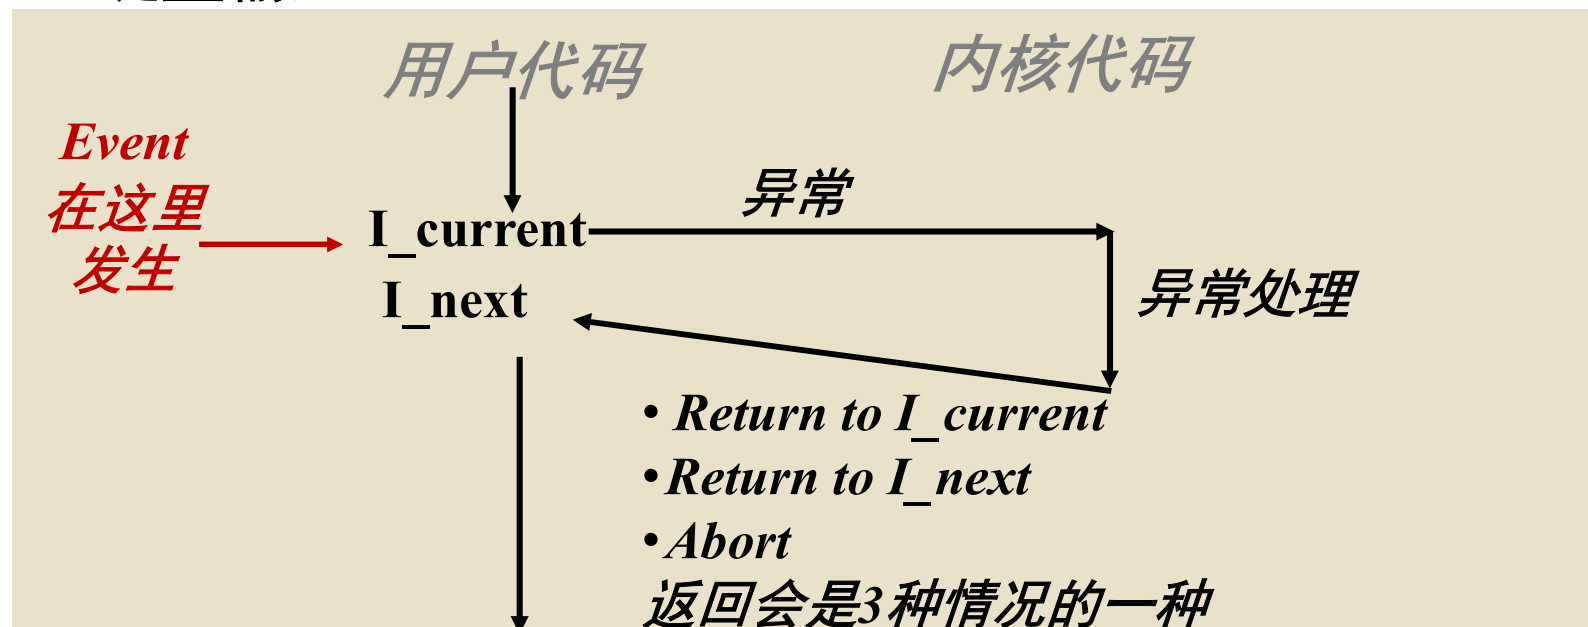 用户代码
内核代码
Event
在这里
发生
I_current
I_next
异常
异常处理
• Return to I_current
• Return to I_next
• Abort
返回会是3种情况的一种